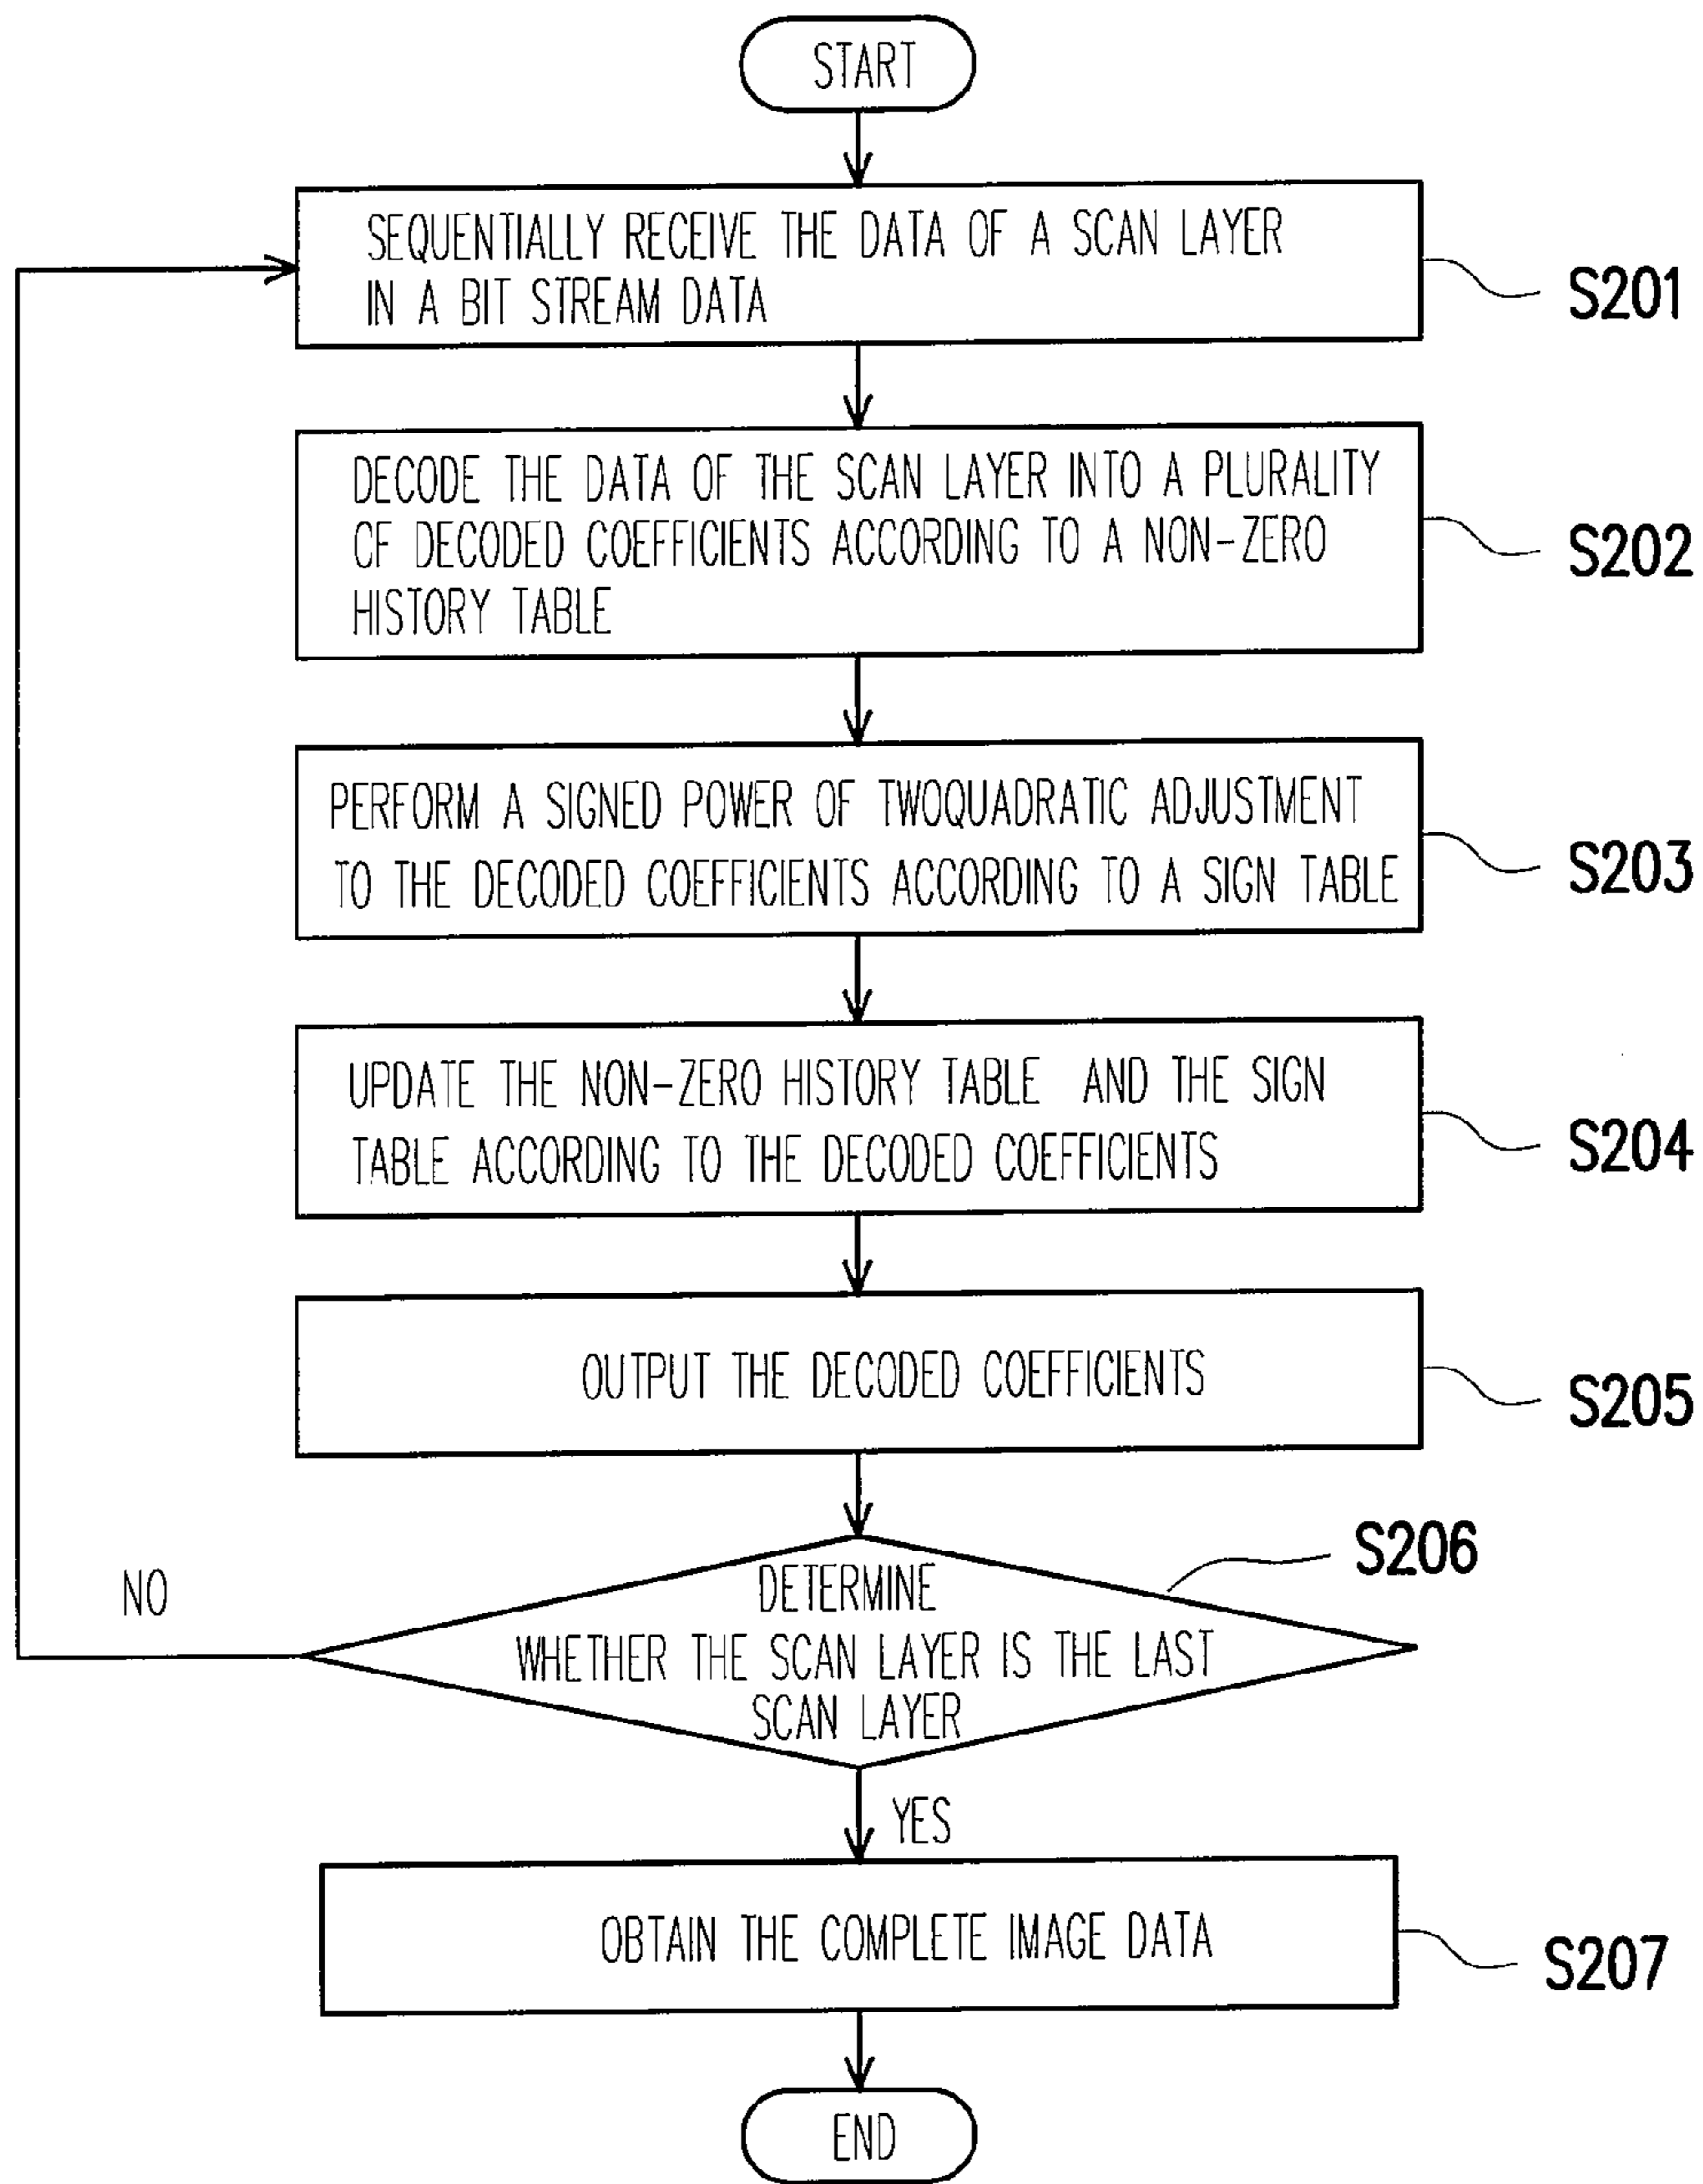 START
SEQUENTIALLY RECEIVE THE DATA OF A SCAN LAYER
IN A BIT STREAM DATA
S201
DECODE THE DATA OF THE SCAN LAYER INTO A PLURALITY
CF DECODED COEFFICIENTS ACCORDING TO A NON-ZERO
HISTORY TABLE
S202
PERFORM A SIGNED POWER OF TWOQUADRATIC ADJUSTMENT
TO THE DECODED COEFFICIENTS ACCORDING TO A SIGN TABLE
S203
UPDATE THE NON-ZERO HISTORY TABLE AND THE SIGN
TABLE ACCORDING TO THE DECODED COEFFICIENTS
S204
OUTPUT THE DECODED COEFFICIENTS
S205
S206
DETERMINE
WHETHER THE SCAN LAYER IS THE LAST
SCAN LAYER
NO
YES
OBTAIN THE COMPLETE IMAGE DATA
S207
END